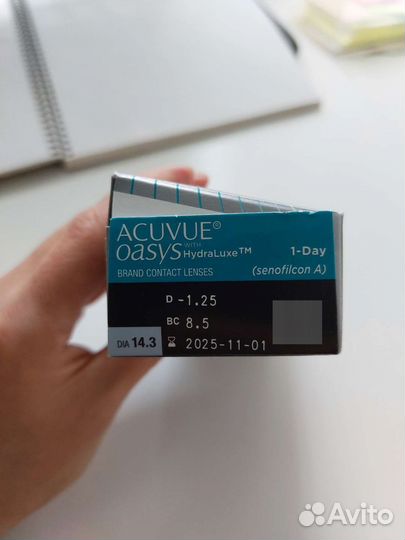 ACUVUE®
oasys WITH HydraLuxe™ 1-Day
BRAND CONTACT LENSES (senofilcon A)
D -1.25
BC 8.5
DIA 14.3 2025-11-01
Avito